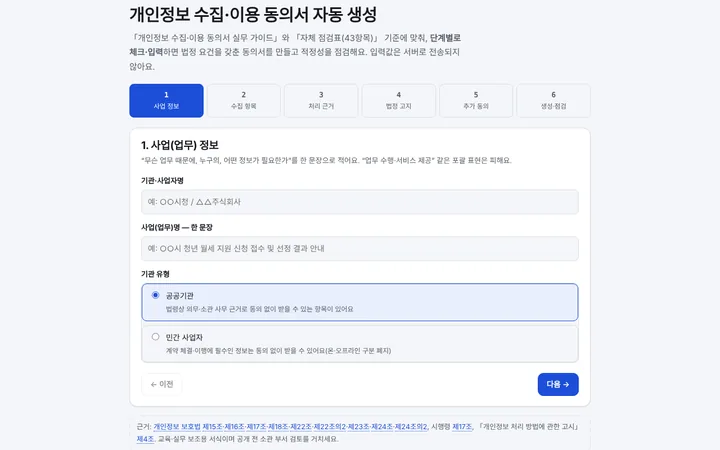 개인정보 수집·이용 동의서 자동 생성
「개인정보 수집·이용 동의서 실무 가이드」와 「자체 점검표(43항목)」 기준에 맞춰, 단계별로
체크·입력하면 법정 요건을 갖춘 동의서를 만들고 적정성을 점검해요. 입력값은 서버로 전송되지
않아요.
1
사업 정보
2
수집 항목
3
처리 근거
4
법정 고지
5
추가 동의
6
생성·점검
1. 사업(업무) 정보
"무슨 업무 때문에, 누구의, 어떤 정보가 필요한가"를 한 문장으로 적어요. "업무 수행·서비스 제공" 같은 포괄 표현은 피해요.
기관·사업자명
예: ○○시청 / △△주식회사
사업(업무)명 — 한 문장
예: ○○시 청년 월세 지원 신청 접수 및 선정 결과 안내
기관 유형
공공기관
법령상 의무·소관 사무 근거로 동의 없이 받을 수 있는 항목이 있어요
민간 사업자
계약 체결·이행에 필수인 정보는 동의 없이 받을 수 있어요(온·오프라인 구분 폐지)
← 이전
다음 →
근거: 개인정보 보호법 제15조·제16조·제17조·제18조·제22조·제22조의2·제23조·제24조·제24조의2, 시행령 제17조, 「개인정보 처리 방법에 관한 고시」
제4조. 교육·실무 보조용 서식이며 공개 전 소관 부서 검토를 거치세요.